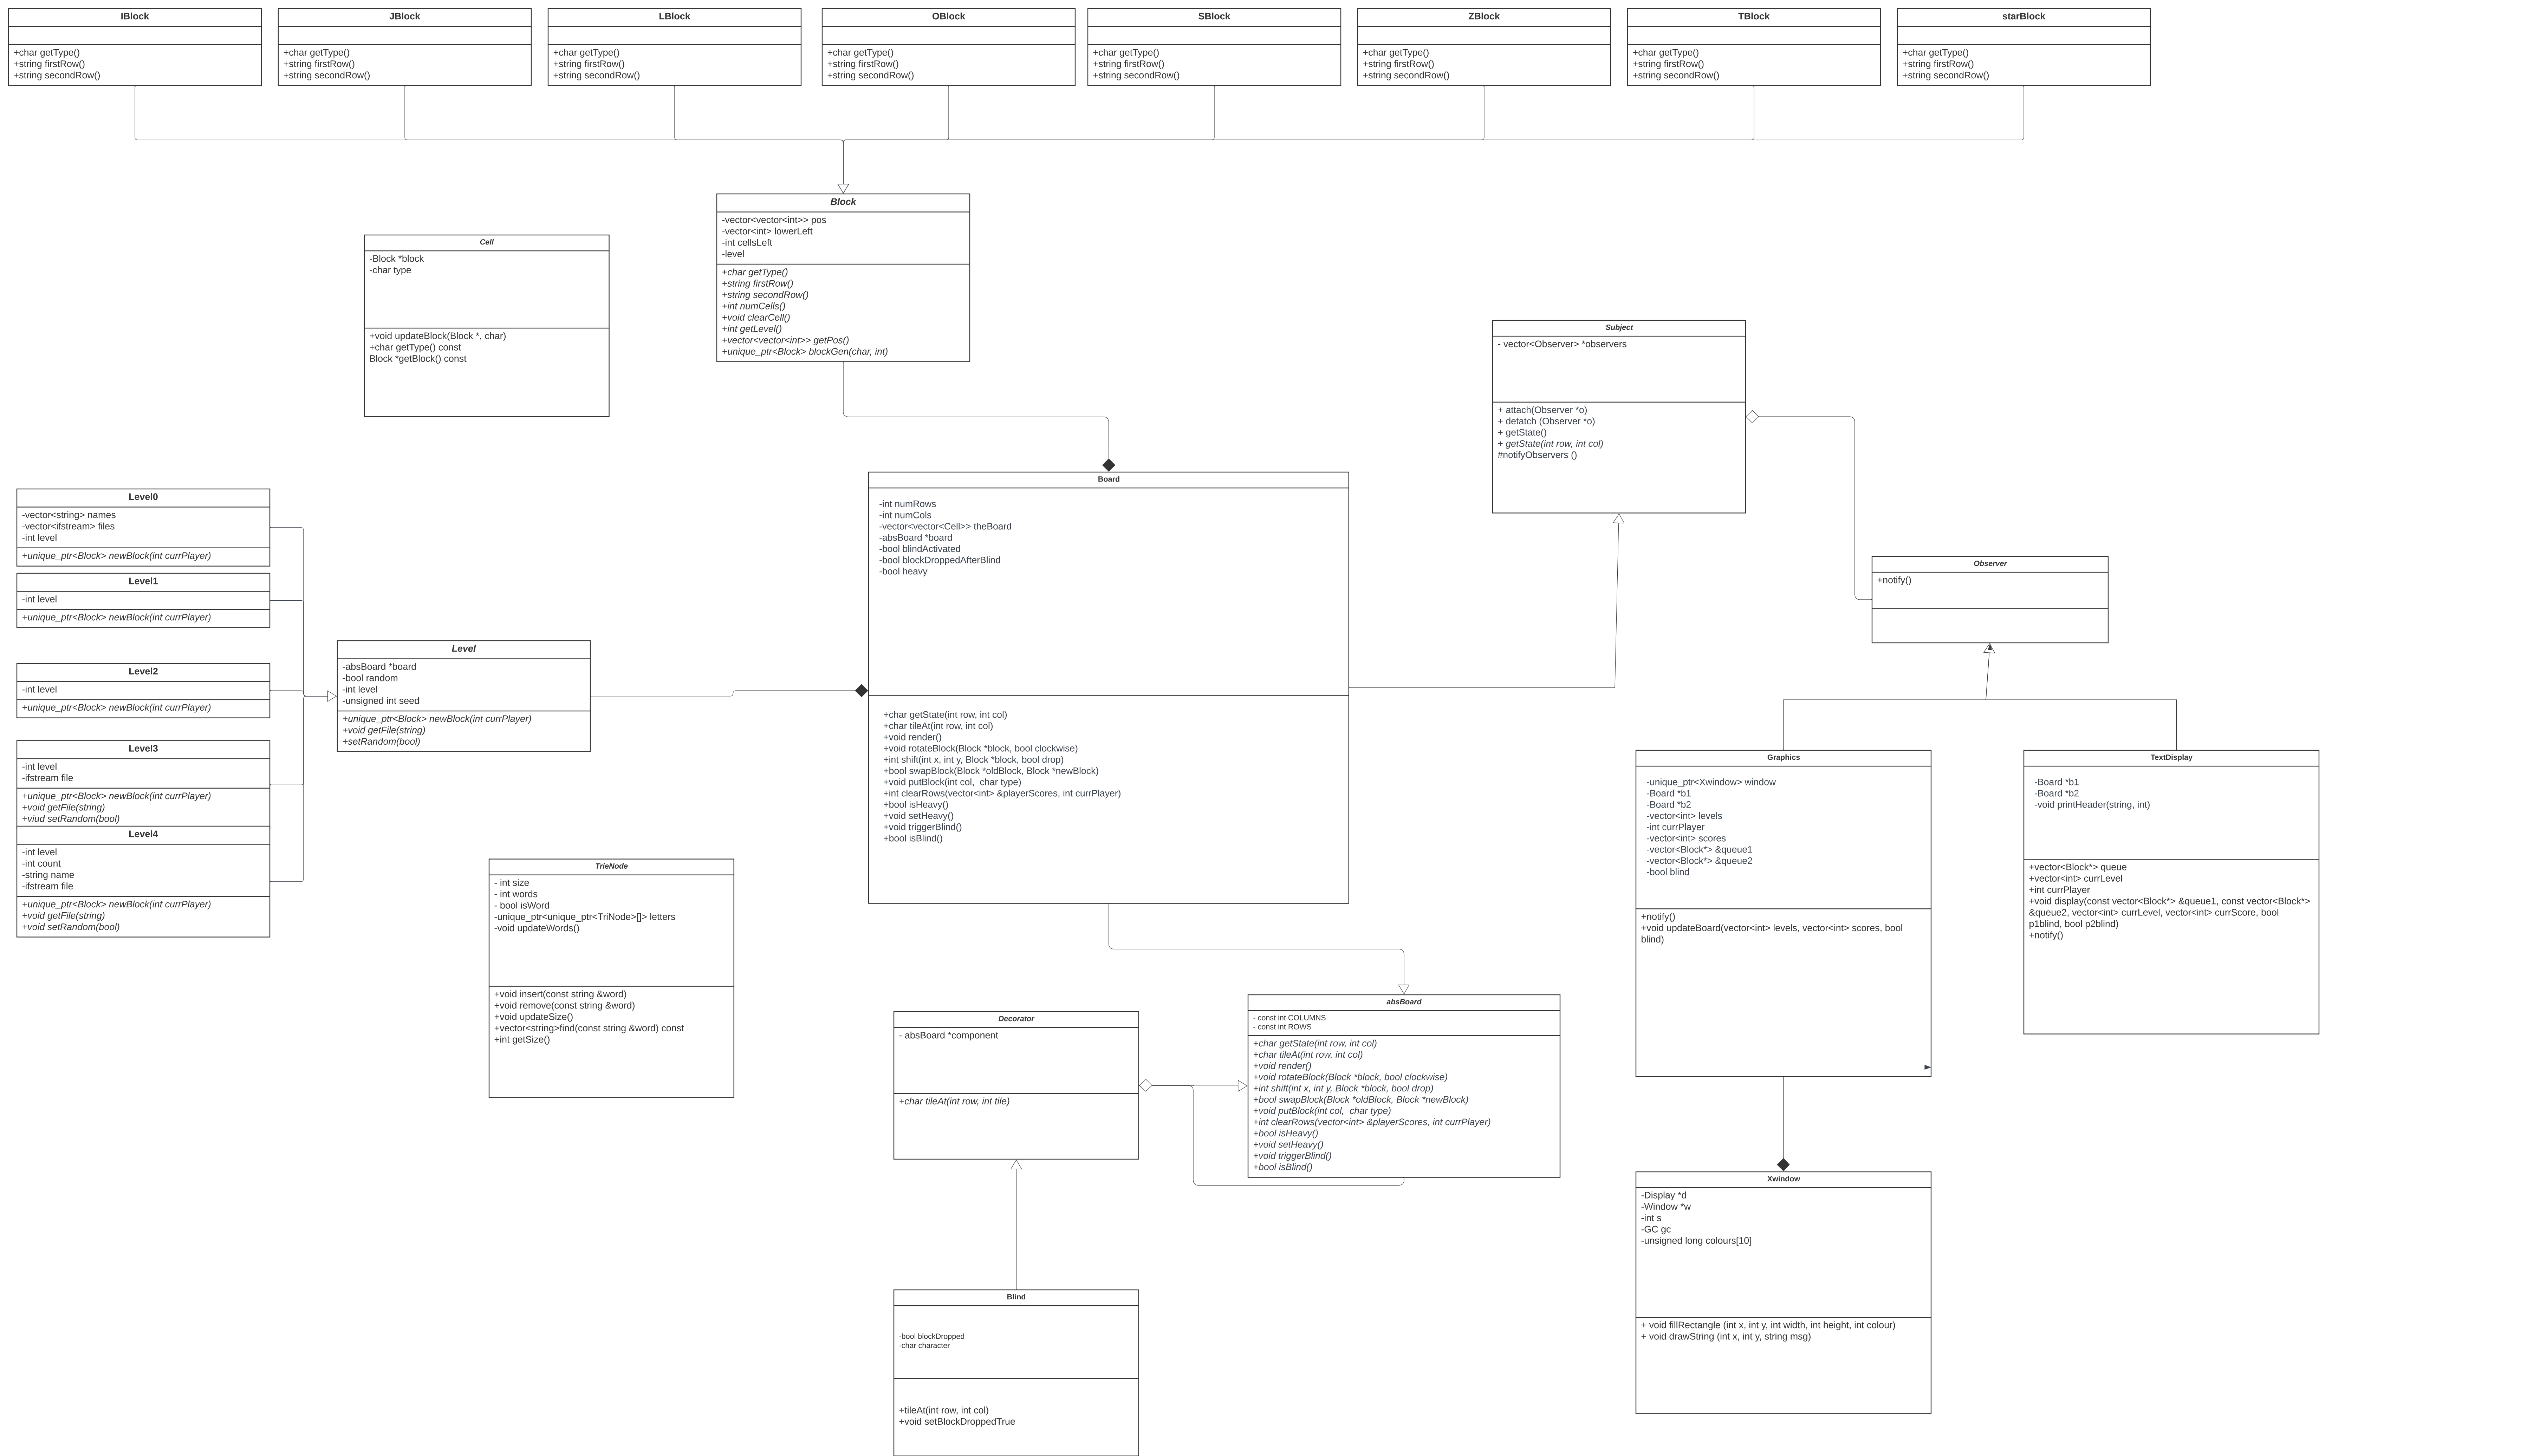 IBlock
+char getType()
+string firstRow()
+string secondRow()
JBlock
+char getType()
+string firstRow()
+string secondRow()
LBlock
+char getType()
+string firstRow()
+string secondRow()
OBlock
+char getType()
+string firstRow()
+string secondRow()
SBlock
+char getType()
+string firstRow()
+string secondRow()
ZBlock
+char getType()
+string firstRow()
+string secondRow()
TBlock
+char getType()
+string firstRow()
+string secondRow()
starBlock
+char getType()
+string firstRow()
+string secondRow()
Block
-vector<vector<int>> pos
-vector<int> lowerLeft
-int cellsLeft
-level
+char getType()
+string firstRow()
+string secondRow()
+int numCells()
+void clearCell()
+int getLevel()
+vector<vector<int>> getPos()
+unique_ptr<Block> blockGen(char, int)
Cell
-Block *block
-char type
+void updateBlock(Block *, char)
+char getType() const
Block *getBlock() const
Subject
- vector<Observer> *observers
+ attach(Observer *o)
+ detatch (Observer *o)
+ getState()
+ getState(int row, int col)
#notifyObservers ()
Board
-int numRows
-int numCols
-vector<vector<Cell>> theBoard
-absBoard *board
-bool blindActivated
-bool blockDroppedAfterBlind
-bool heavy
+char getState(int row, int col)
+char tileAt(int row, int col)
+void render()
+void rotateBlock(Block *block, bool clockwise)
+int shift(int x, int y, Block *block, bool drop)
+bool swapBlock(Block *oldBlock, Block *newBlock)
+void putBlock(int col,  char type)
+int clearRows(vector<int> &playerScores, int currPlayer)
+bool isHeavy()
+void setHeavy()
+void triggerBlind()
+bool isBlind()
Level0
-vector<string> names
-vector<ifstream> files
-int level
+unique_ptr<Block> newBlock(int currPlayer)
Level1
-int level
+unique_ptr<Block> newBlock(int currPlayer)
Level2
-int level
+unique_ptr<Block> newBlock(int currPlayer)
Level3
-int level
-ifstream file
+unique_ptr<Block> newBlock(int currPlayer)
+void getFile(string)
+viud setRandom(bool)
Level4
-int level
-int count
-string name
-ifstream file
+unique_ptr<Block> newBlock(int currPlayer)
+void getFile(string)
+void setRandom(bool)
Level
-absBoard *board
-bool random
-int level
-unsigned int seed
+unique_ptr<Block> newBlock(int currPlayer)
+void getFile(string)
+setRandom(bool)
Observer
+notify()
Graphics
-unique_ptr<Xwindow> window
-Board *b1
-Board *b2
-vector<int> levels
-int currPlayer
-vector<int> scores
-vector<Block*> &queue1
-vector<Block*> &queue2
-bool blind
+notify()
+void updateBoard(vector<int> levels, vector<int> scores, bool
blind)
TextDisplay
-Board *b1
-Board *b2
-void printHeader(string, int)
+vector<Block*> queue
+vector<int> currLevel
+int currPlayer
+void display(const vector<Block*> &queue1, const vector<Block*>
&queue2, vector<int> currLevel, vector<int> currScore, bool
p1blind, bool p2blind)
+notify()
TrieNode
- int size
- int words
- bool isWord
-unique_ptr<unique_ptr<TriNode>[]> letters
-void updateWords()
+void insert(const string &word)
+void remove(const string &word)
+void updateSize()
+vector<string>find(const string &word) const
+int getSize()
Decorator
- absBoard *component
+char tileAt(int row, int tile)
absBoard
- const int COLUMNS
- const int ROWS
+char getState(int row, int col)
+char tileAt(int row, int col)
+void render()
+void rotateBlock(Block *block, bool clockwise)
+int shift(int x, int y, Block *block, bool drop)
+bool swapBlock(Block *oldBlock, Block *newBlock)
+void putBlock(int col,  char type)
+int clearRows(vector<int> &playerScores, int currPlayer)
+bool isHeavy()
+void setHeavy()
+void triggerBlind()
+bool isBlind()
Xwindow
-Display *d
-Window *w
-int s
-GC gc
-unsigned long colours[10]
+ void fillRectangle (int x, int y, int width, int height, int colour)
+ void drawString (int x, int y, string msg)
Blind
-bool blockDropped
-char character
+tileAt(int row, int col)
+void setBlockDroppedTrue